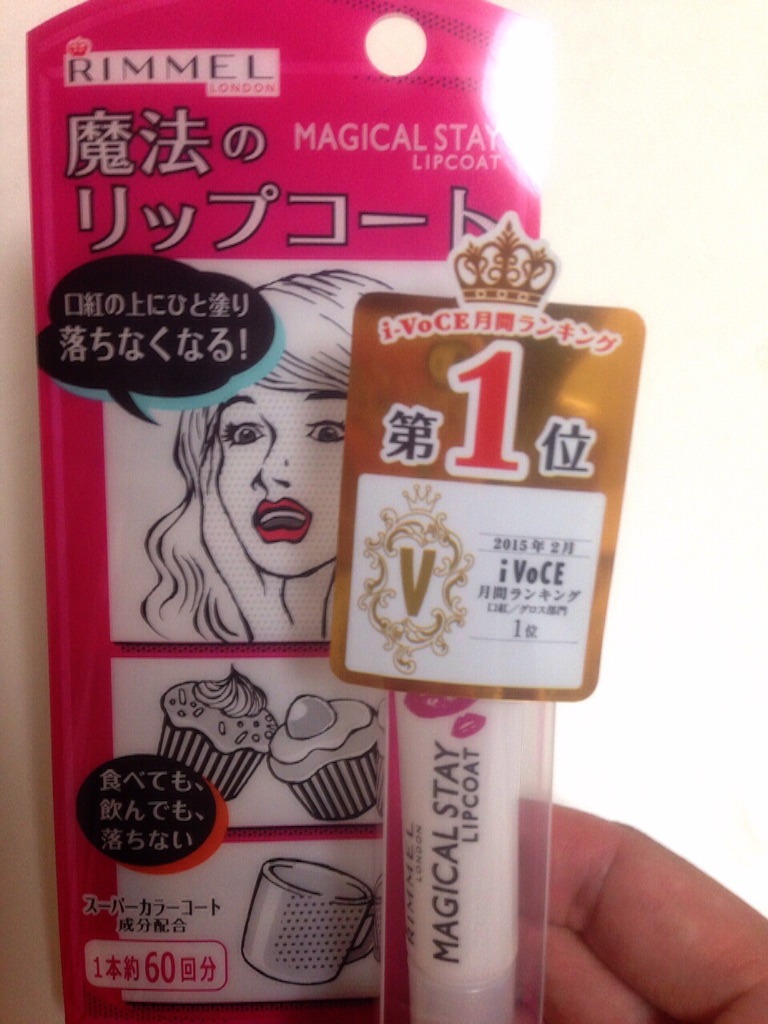 RIMMEL
LONDON
魔法の
リップコート
MAGICAL STAY
LIPCOAT
口紅の上にひと塗り
落ちなくなる!
i-VoCE月間ランキング
第1位
V
2015年2月
iVoCE
月間ランキング
口紅/グロス部門
1位
食べても、
飲んでも、
落ちない
スーパーカラーコート
成分配合
1本約60回分
RIMMEL
LONDON
MAGICAL STAY
LIPCOAT